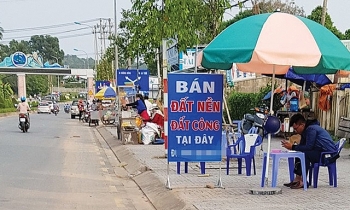 BÁN
ĐẤT NỀN
ĐẤT CÔNG
TẠI ĐÂY